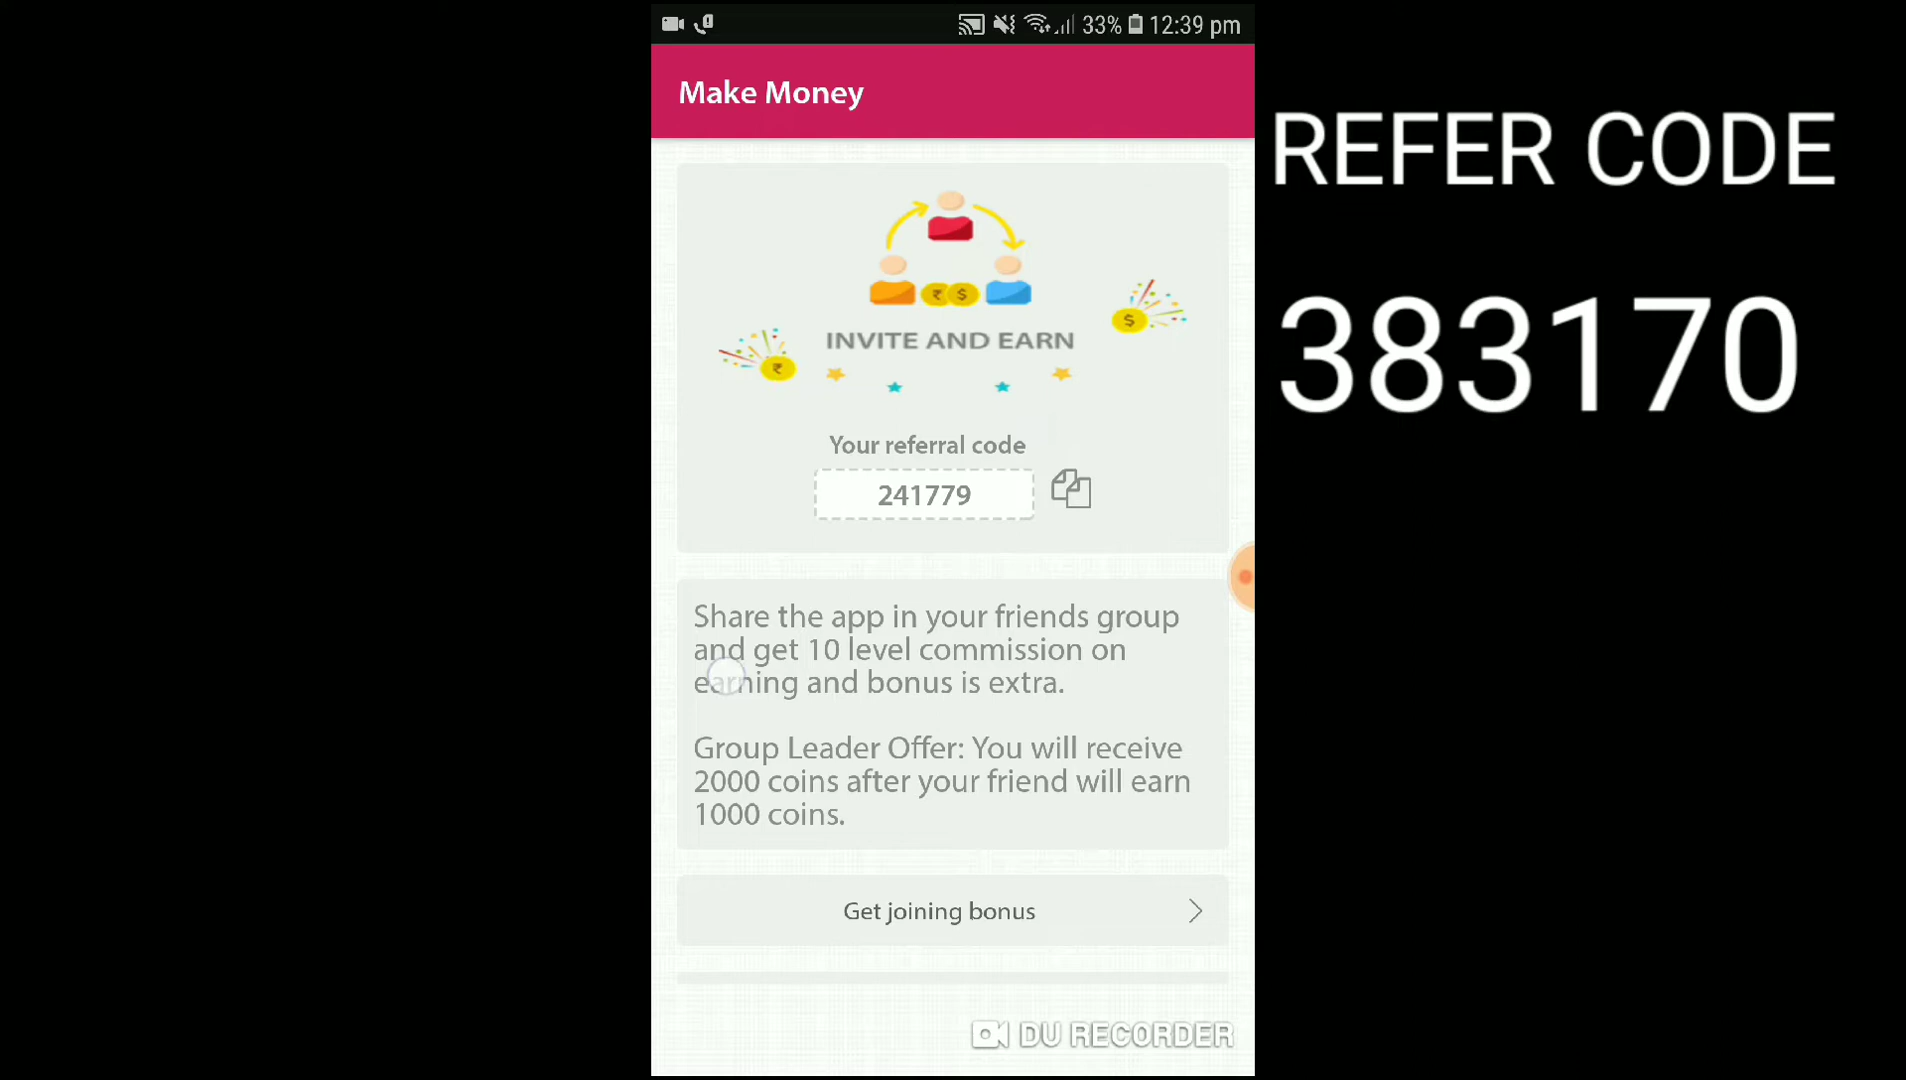 33% 12:39 pm
Make Money
REFER CODE
383170
INVITE AND EARN
Your referral code
241779
Share the app in your friends group
and get 10 level commission on
earning and bonus is extra.
Group Leader Offer: You will receive
2000 coins after your friend will earn
1000 coins.
Get joining bonus
DU RECORDER